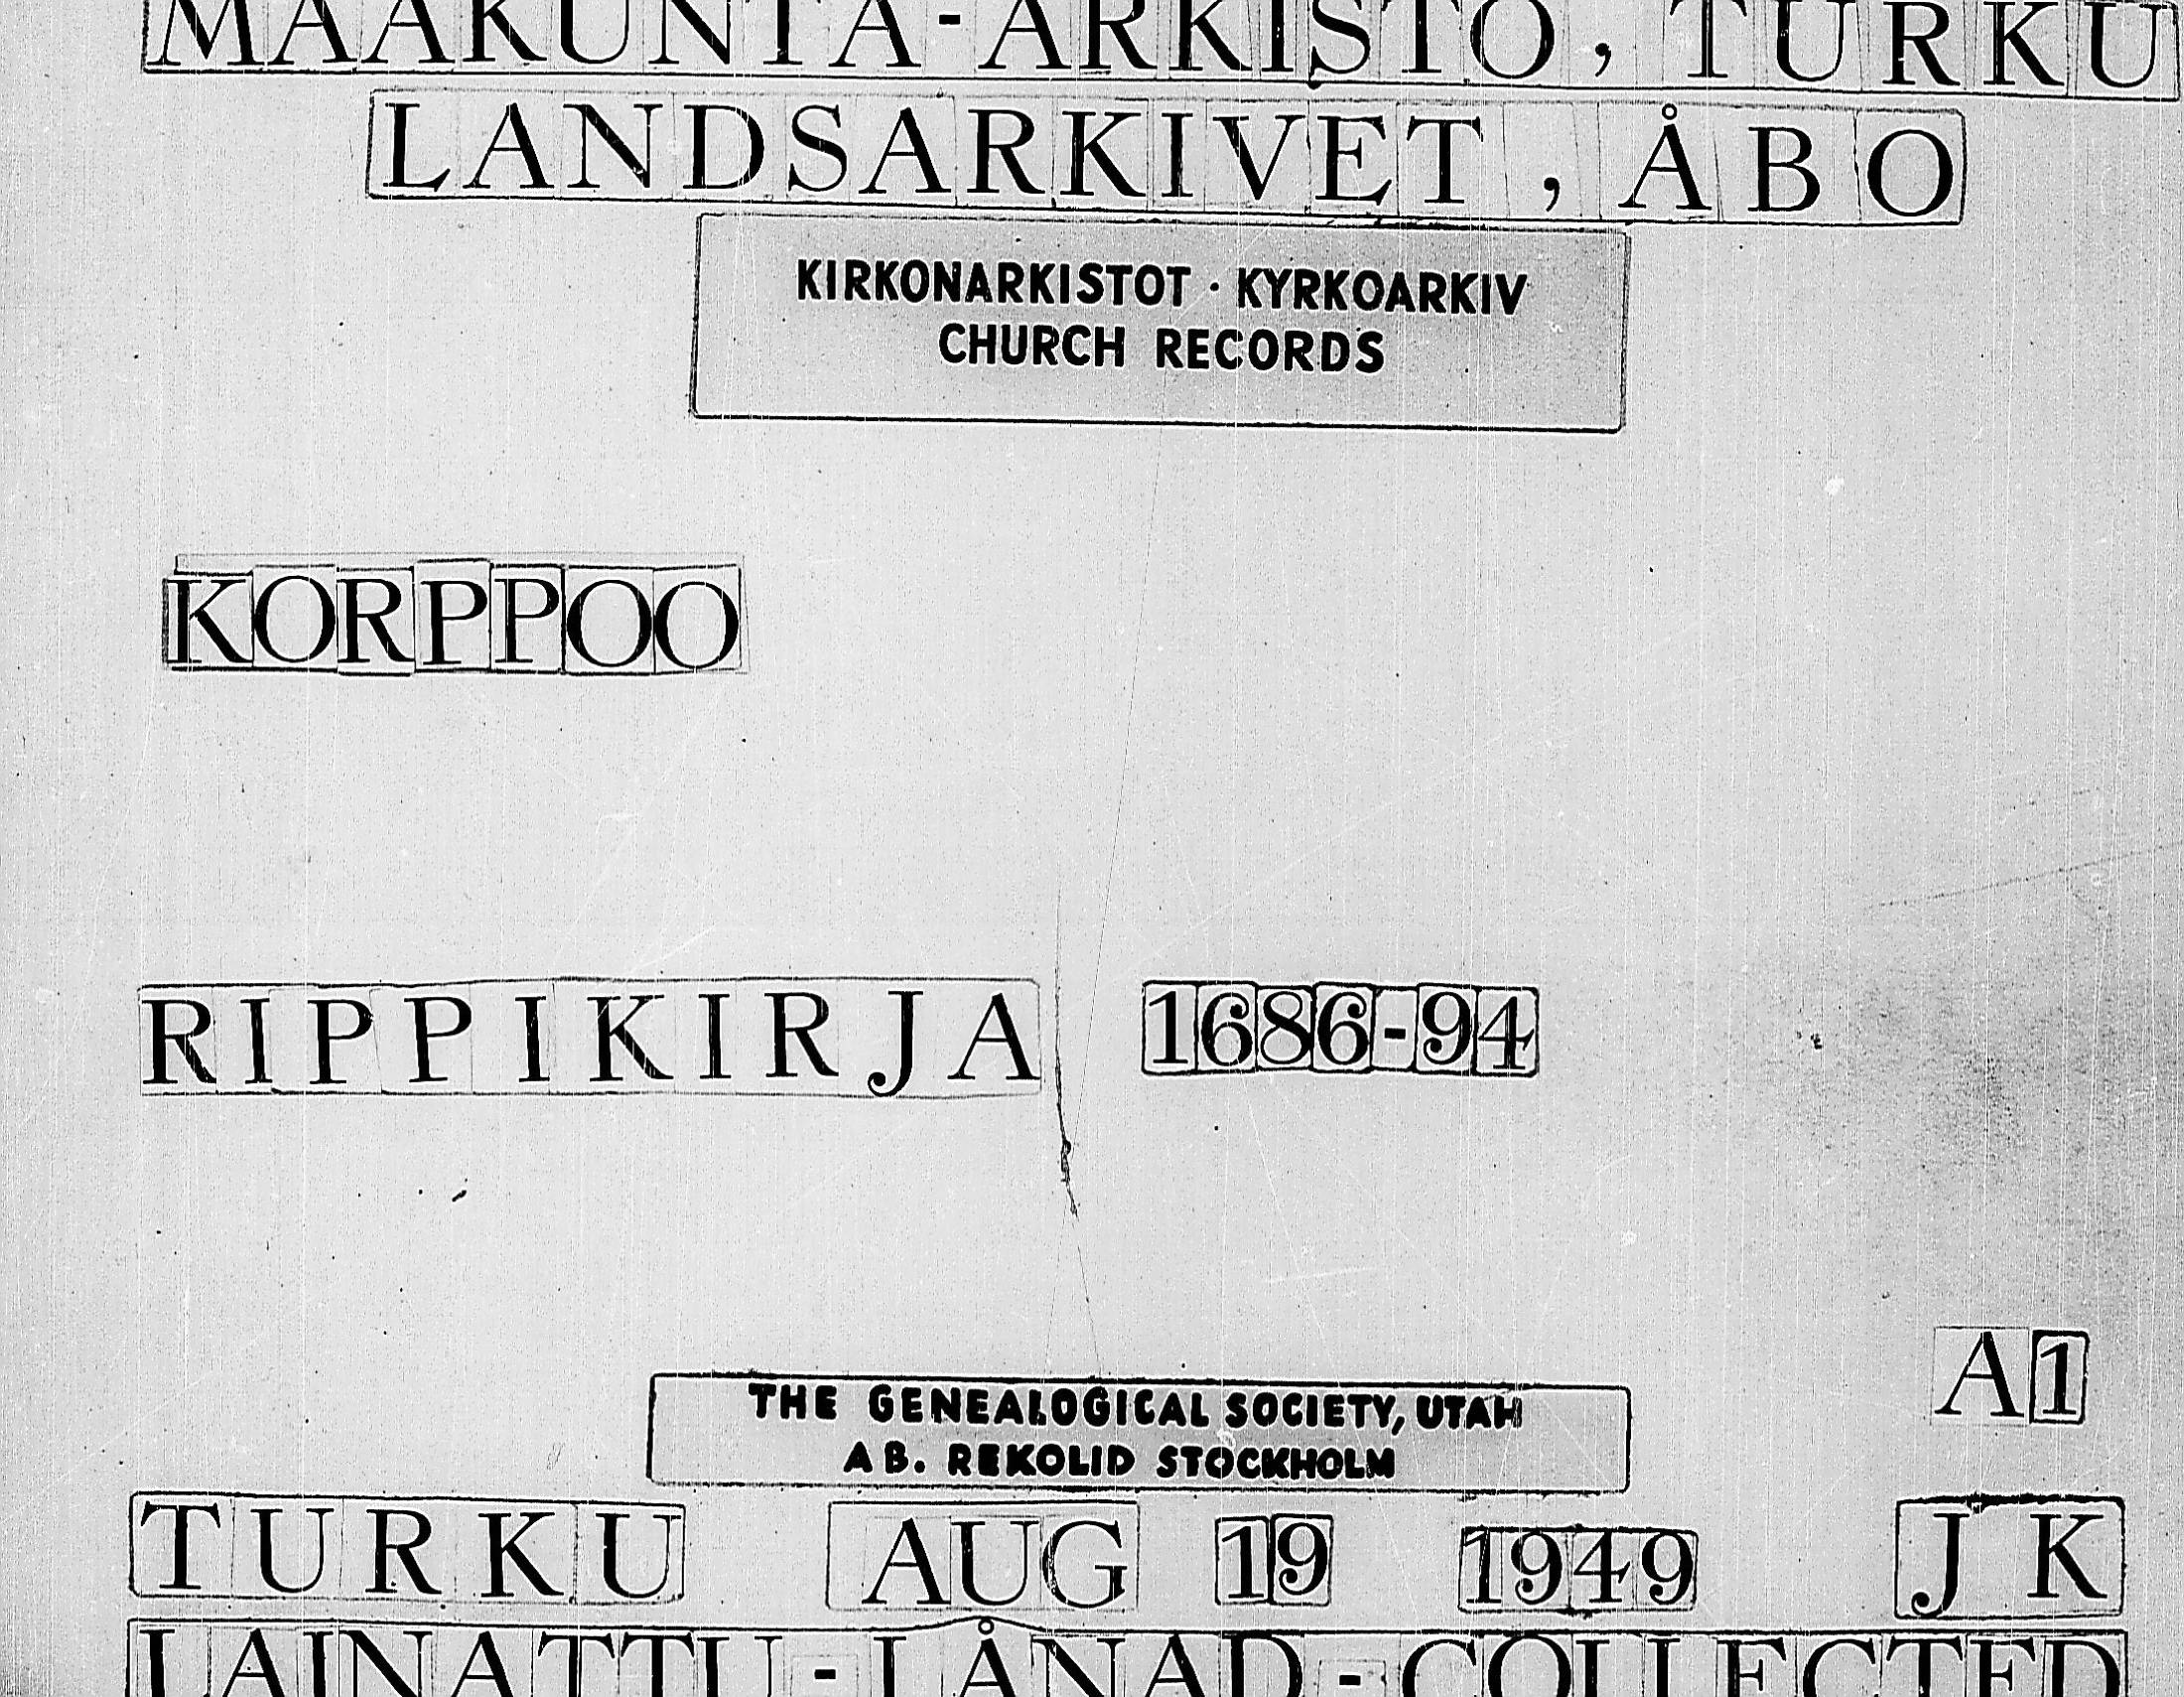 MAAKUNTA-ARKISTO, TURKU
LANDSARKIVET, ÅBO
KIRKONARKISTOT · KYRKOARKIV
CHURCH RECORDS
KORPPOO
RIPPIKIRJA 1686-94
A1
THE GENEALOGICAL SOCIETY, UTAH
AB. REKOLID STOCKHOLM
TURKU AUG 19 1949 JK
LAINATTU-LÅNAD-COLLECTED